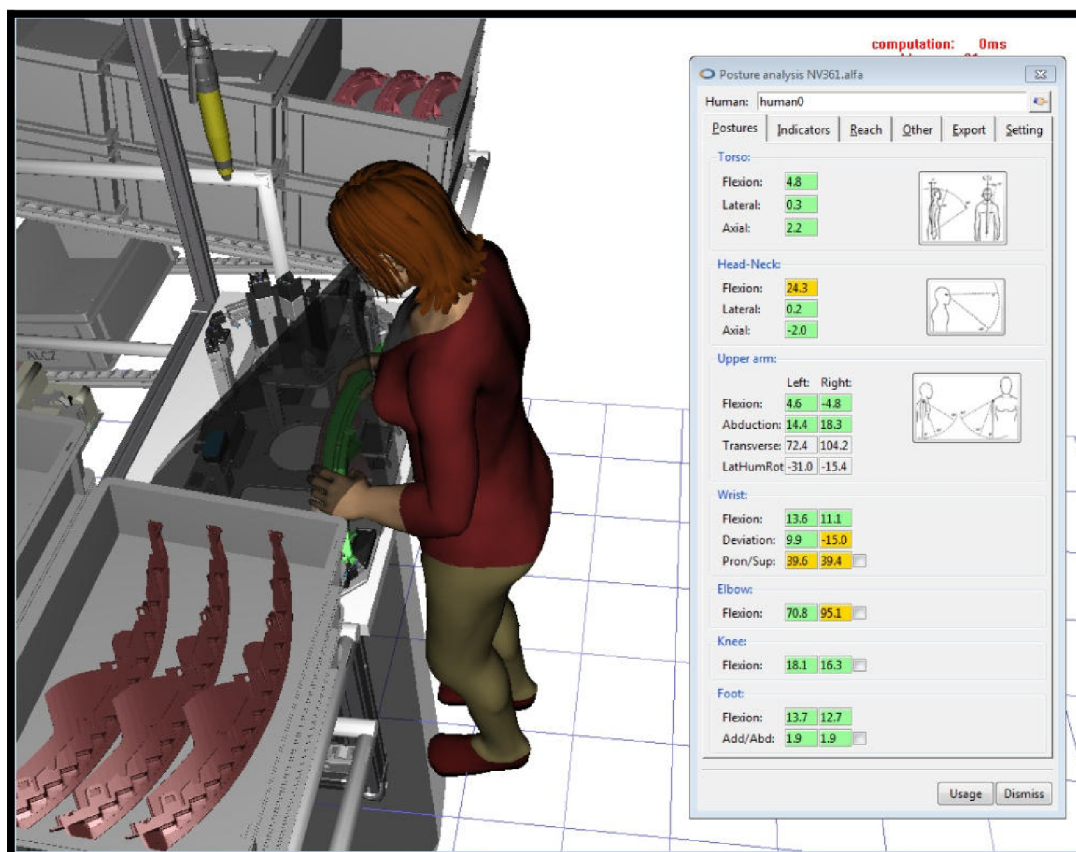 computation: 0ms
Posture analysis NV361.alfa
Human: human0
Postures Indicators Reach Other Export Setting
Torso:
Flexion: 4.8
Lateral: 0.3
Axial: 2.2
Head-Neck:
Flexion: 24.3
Lateral: 0.2
Axial: -2.0
Upper arm:
Left: Right:
Flexion: 4.6 -4.8
Abduction: 14.4 18.3
Transverse: 72.4 104.2
LatHumRot -31.0 -15.4
Wrist:
Flexion: 13.6 11.1
Deviation: 9.9 -15.0
Pron/Sup: 39.6 39.4
Elbow:
Flexion: 70.8 95.1
Knee:
Flexion: 18.1 16.3
Foot:
Flexion: 13.7 12.7
Add/Abd: 1.9 1.9
Usage Dismiss
ALC2